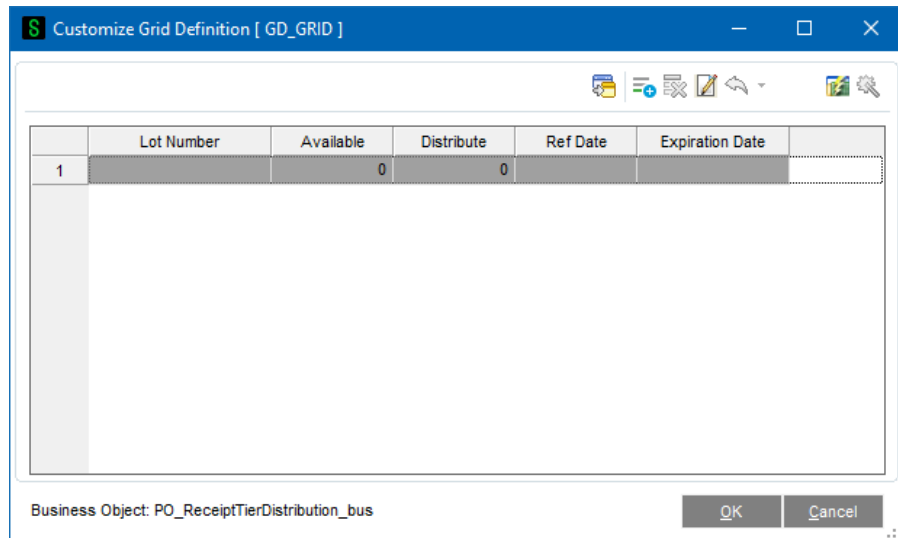 S Customize Grid Definition [ GD_GRID ]
Lot Number Available Distribute Ref Date Expiration Date
1 0 0
Business Object: PO_ReceiptTierDistribution_bus OK Cancel